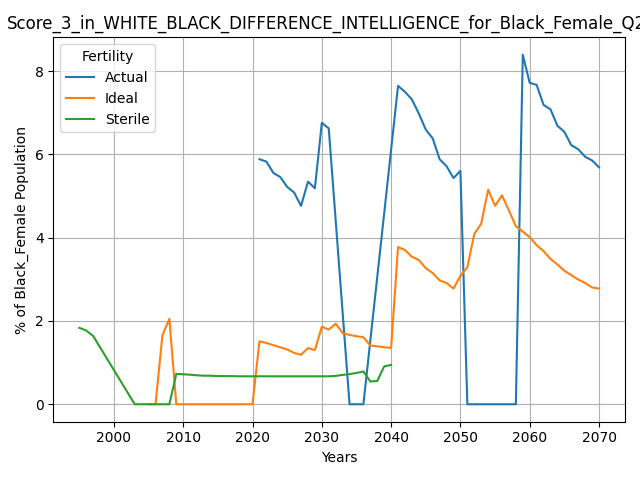 Score_3_in_WHITE_BLACK_DIFFERENCE_INTELLIGENCE_for_Black_Female_Q2
Fertility
Actual
Ideal
Sterile
% of Black_Female Population
8
6
4
2
0
2000 2010 2020 2030 2040 2050 2060 2070
Years